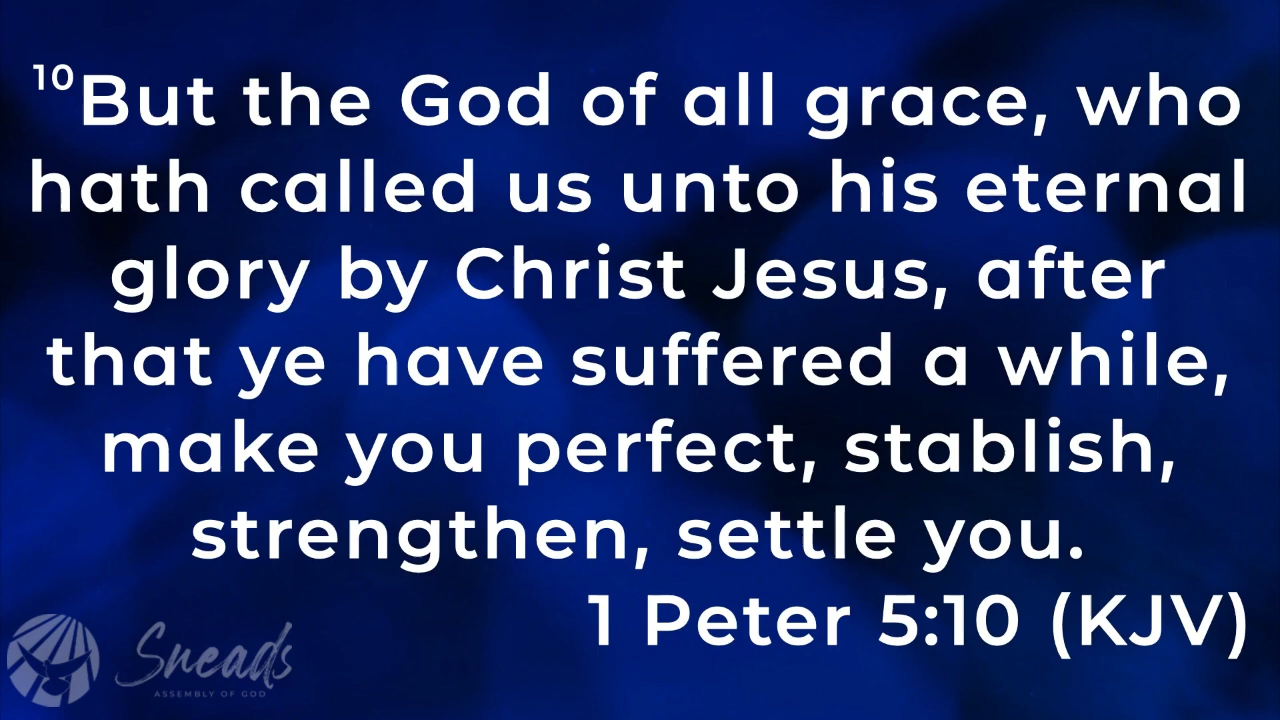 ¹⁰But the God of all grace, who
hath called us unto his eternal
glory by Christ Jesus, after
that ye have suffered a while,
make you perfect, stablish,
strengthen, settle you.
1 Peter 5:10 (KJV)
Sneads
ASSEMBLY OF GOD